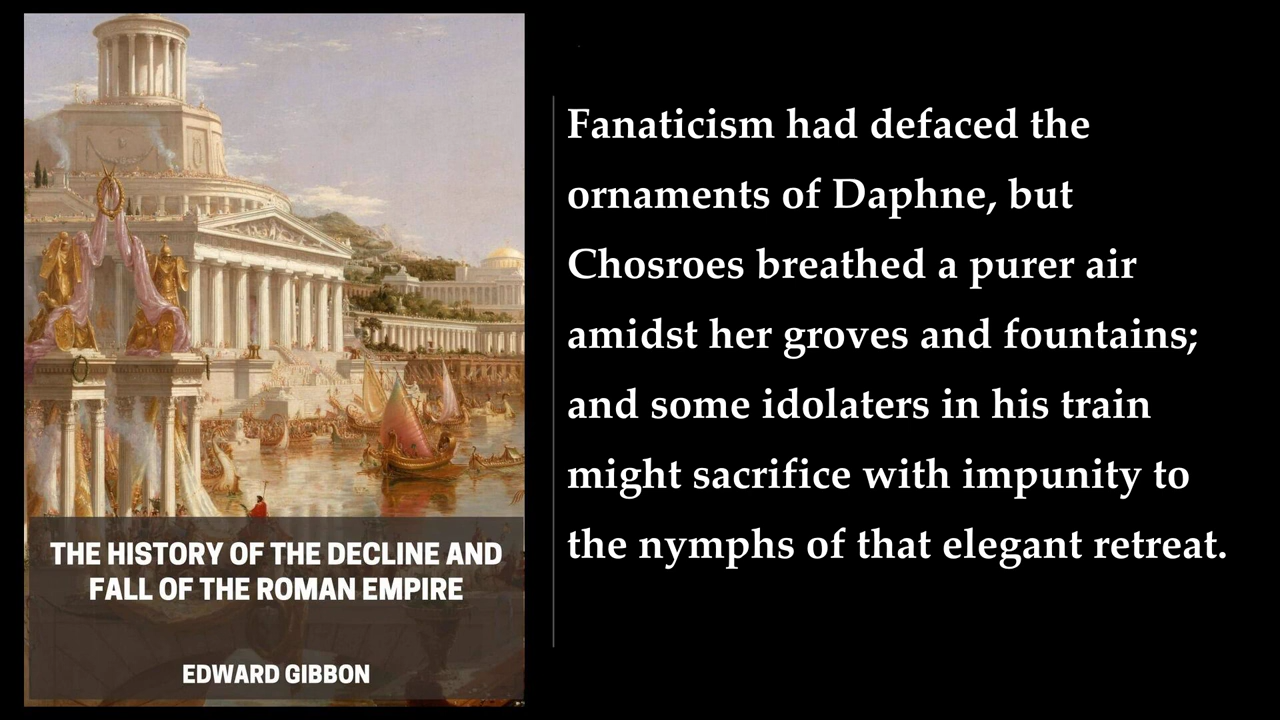 THE HISTORY OF THE DECLINE AND
FALL OF THE ROMAN EMPIRE
EDWARD GIBBON
Fanaticism had defaced the
ornaments of Daphne, but
Chosroes breathed a purer air
amidst her groves and fountains;
and some idolaters in his train
might sacrifice with impunity to
the nymphs of that elegant retreat.